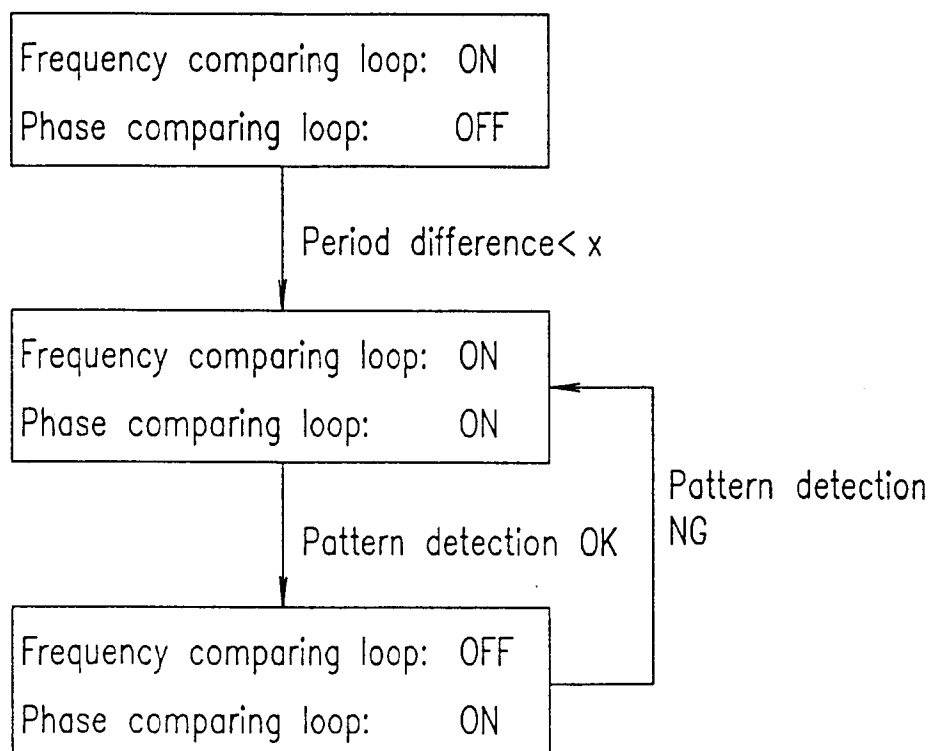 Frequency comparing loop: ON
Phase comparing loop: OFF
Period difference< x
Frequency comparing loop: ON
Phase comparing loop: ON
Pattern detection OK
Pattern detection
NG
Frequency comparing loop: OFF
Phase comparing loop: ON